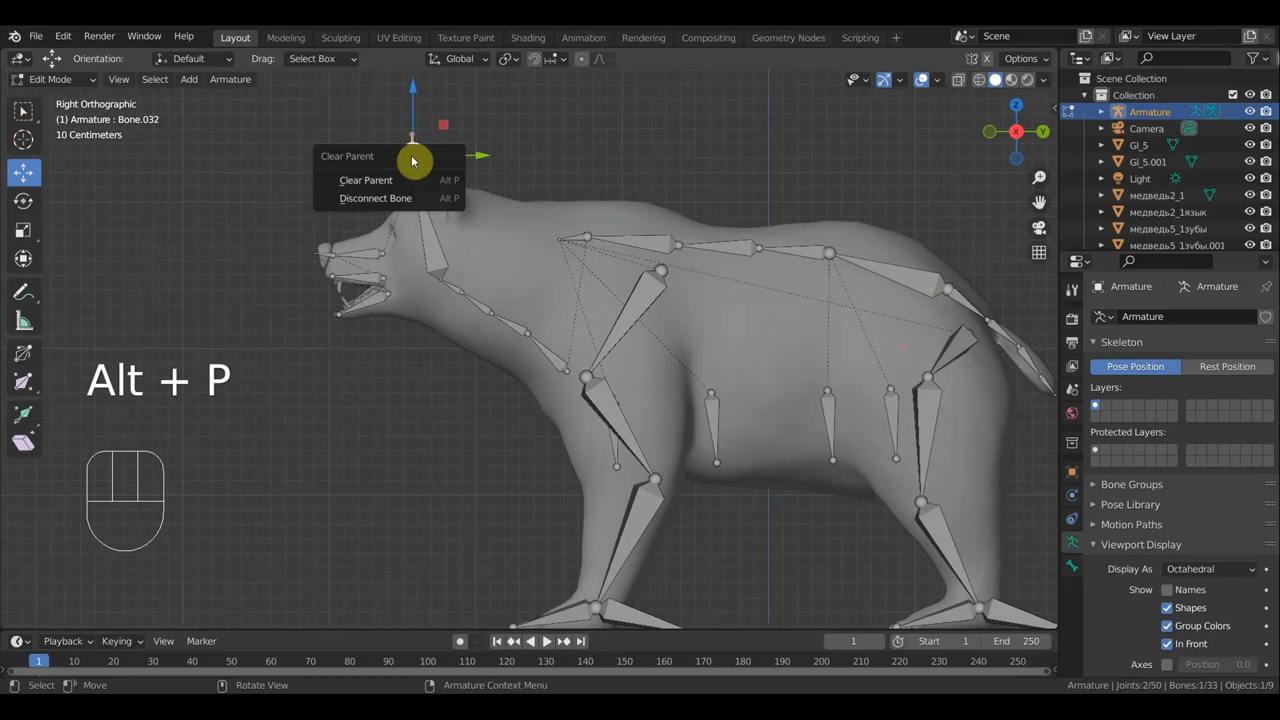 File Edit Render Window Help Layout Modeling Sculpting UV Editing Texture Paint Shading Animation Rendering Compositing Geometry Nodes Scripting + Scene View Layer
Orientation: Default Drag: Select Box Global Options
Edit Mode View Select Add Armature
Right Orthographic
(1) Armature : Bone.032
10 Centimeters
Clear Parent
Clear Parent Alt P
Disconnect Bone Alt P
Alt + P
X
Y
Z
X
Scene Collection
Collection
Armature
Camera
Gl_5
Gl_5.001
Light
медведь2_1
медведь2_1язык
медведь5_1зубы
медведь5_1зубы.001
Armature Armature
Armature
Skeleton
Pose Position Rest Position
Layers:
Protected Layers:
Bone Groups
Pose Library
Motion Paths
Viewport Display
Display As Octahedral
Show Names
Shapes
Group Colors
In Front
Axes Position 0.0
Playback Keying View Marker 1 Start 1 End 250
1 10 20 30 40 50 60 70 80 90 100 110 120 130 140 150 160 170 180 190 200 210 220 230 240 250
Select Move Rotate View Armature Context Menu Armature | Joints:2/50 | Bones:1/33 | Objects:1/9